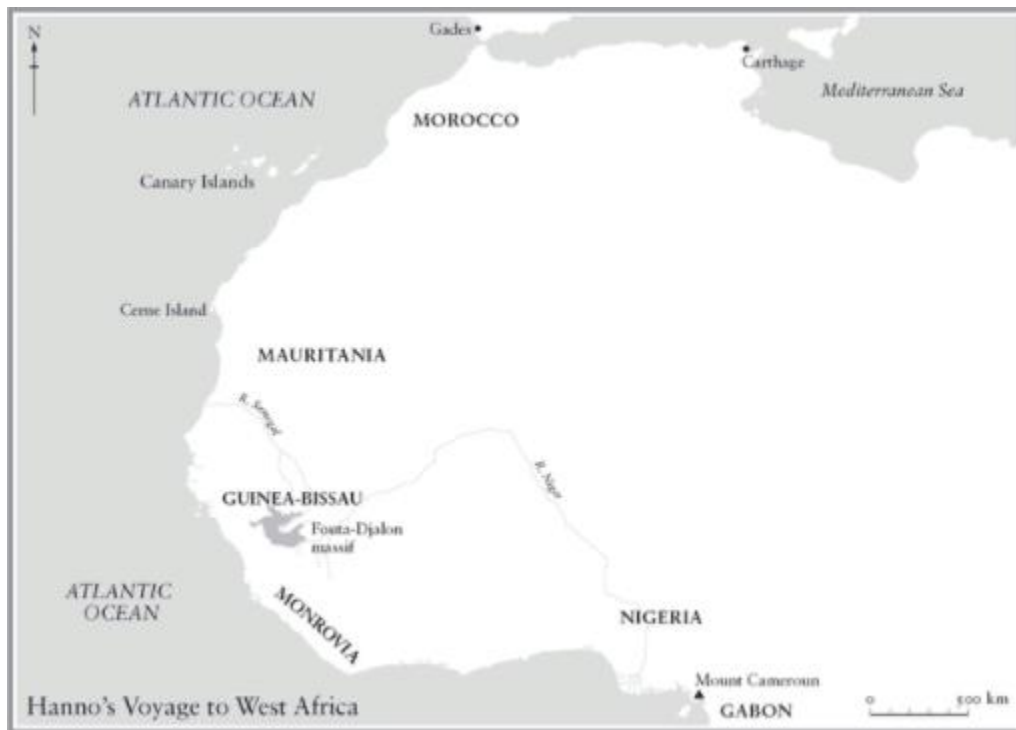 N
Gades
Carthage
ATLANTIC OCEAN
Mediterranean Sea
MOROCCO
Canary Islands
Cerne Island
MAURITANIA
R. Senegal
R. Niger
GUINEA-BISSAU
Fouta-Djalon
massif
ATLANTIC
OCEAN
MONROVIA
NIGERIA
Mount Cameroun
GABON
0
500 km
Hanno's Voyage to West Africa